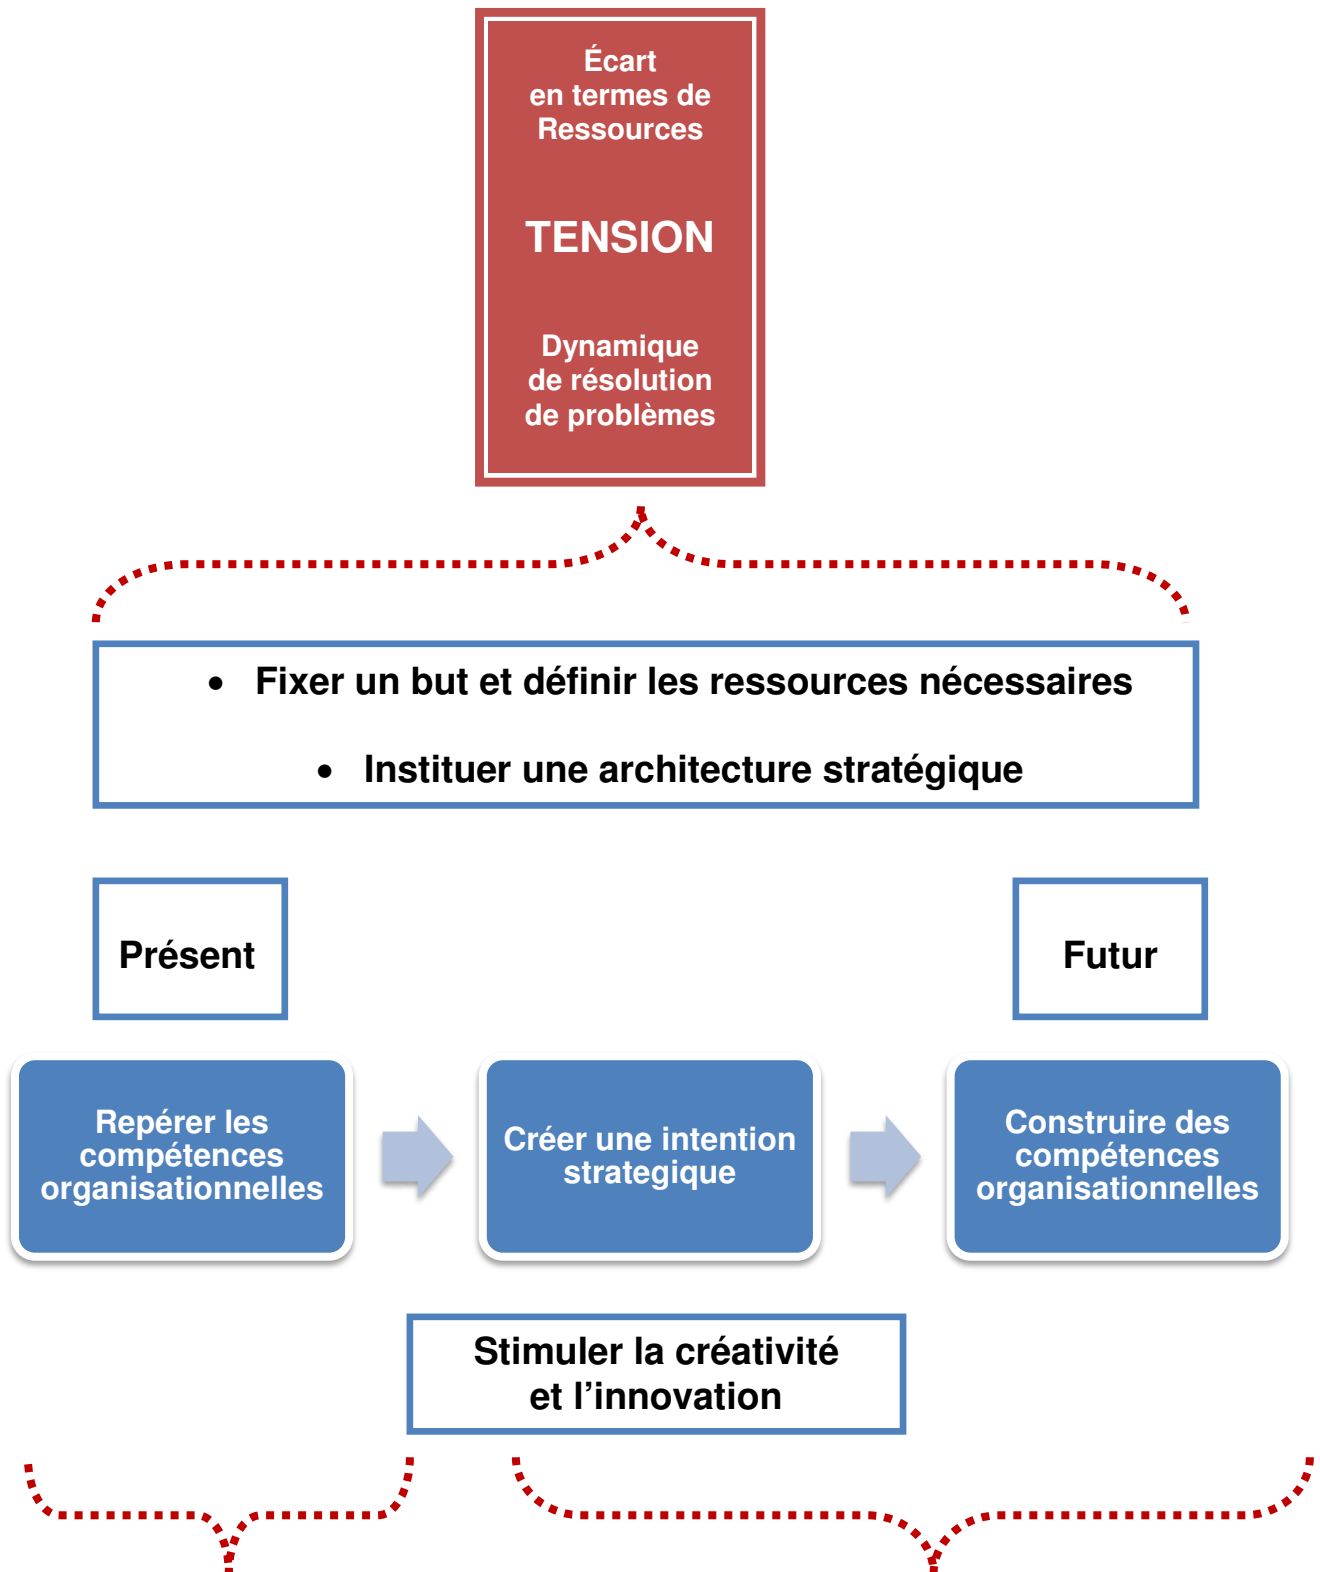 Écart
en termes de
Ressources
TENSION
Dynamique
de résolution
de problèmes
• Fixer un but et définir les ressources nécessaires
• Instituer une architecture stratégique
Présent
Futur
Repérer les
compétences
organisationnelles
Créer une intention
strategique
Construire des
compétences
organisationnelles
Stimuler la créativité
et l’innovation